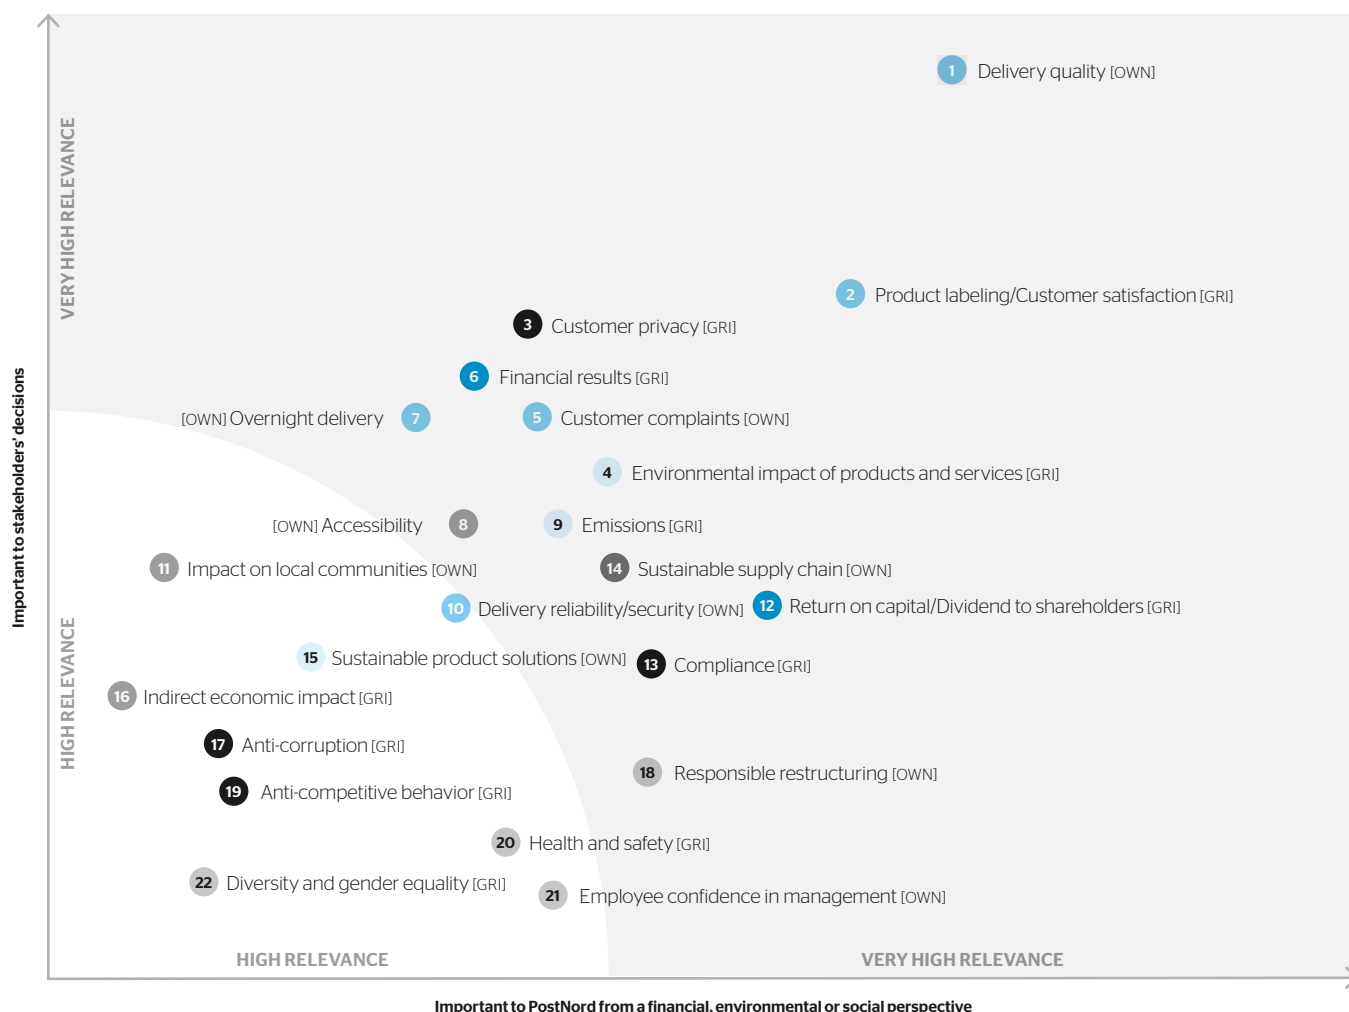 1 Delivery quality [OWN]
VERY HIGH RELEVANCE
2 Product labeling/Customer satisfaction [GRI]
3 Customer privacy [GRI]
6 Financial results [GRI]
[OWN] Overnight delivery 7
5 Customer complaints [OWN]
Important to stakeholders' decisions
4 Environmental impact of products and services [GRI]
[OWN] Accessibility 8
9 Emissions [GRI]
11 Impact on local communities [OWN]
14 Sustainable supply chain [OWN]
10 Delivery reliability/security [OWN]
12 Return on capital/Dividend to shareholders [GRI]
HIGH RELEVANCE
15 Sustainable product solutions [OWN]
13 Compliance [GRI]
16 Indirect economic impact [GRI]
17 Anti-corruption [GRI]
18 Responsible restructuring [OWN]
19 Anti-competitive behavior [GRI]
20 Health and safety [GRI]
22 Diversity and gender equality [GRI]
21 Employee confidence in management [OWN]
HIGH RELEVANCE
VERY HIGH RELEVANCE
Important to PostNord from a financial, environmental or social perspective